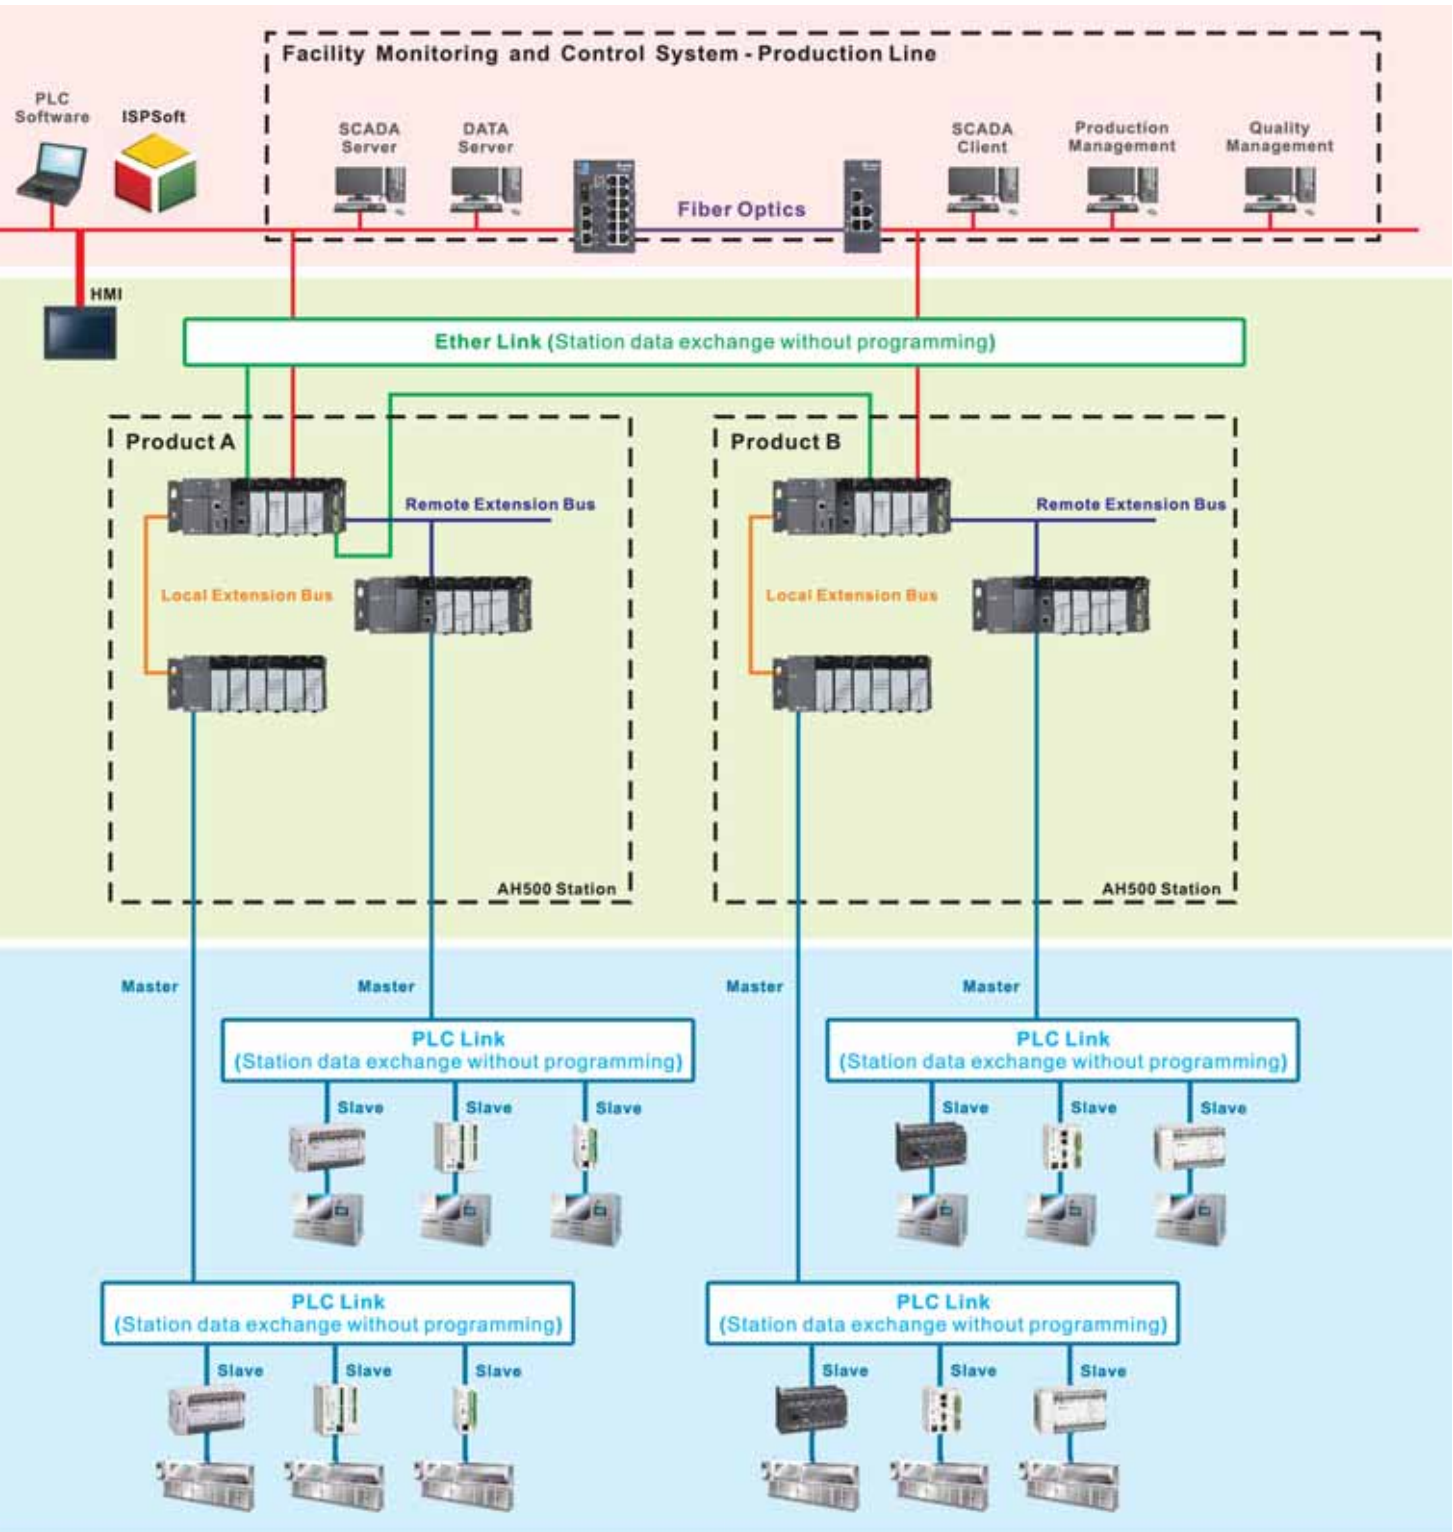 Facility Monitoring and Control System - Production Line
PLC
Software
ISPSoft
SCADA
Server
DATA
Server
Fiber Optics
SCADA
Client
Production
Management
Quality
Management
HMI
Ether Link (Station data exchange without programming)
Product A
Remote Extension Bus
Local Extension Bus
AH500 Station
Product B
Remote Extension Bus
Local Extension Bus
AH500 Station
Master
Master
Master
Master
PLC Link
(Station data exchange without programming)
Slave
Slave
Slave
PLC Link
(Station data exchange without programming)
Slave
Slave
Slave
PLC Link
(Station data exchange without programming)
Slave
Slave
Slave
PLC Link
(Station data exchange without programming)
Slave
Slave
Slave